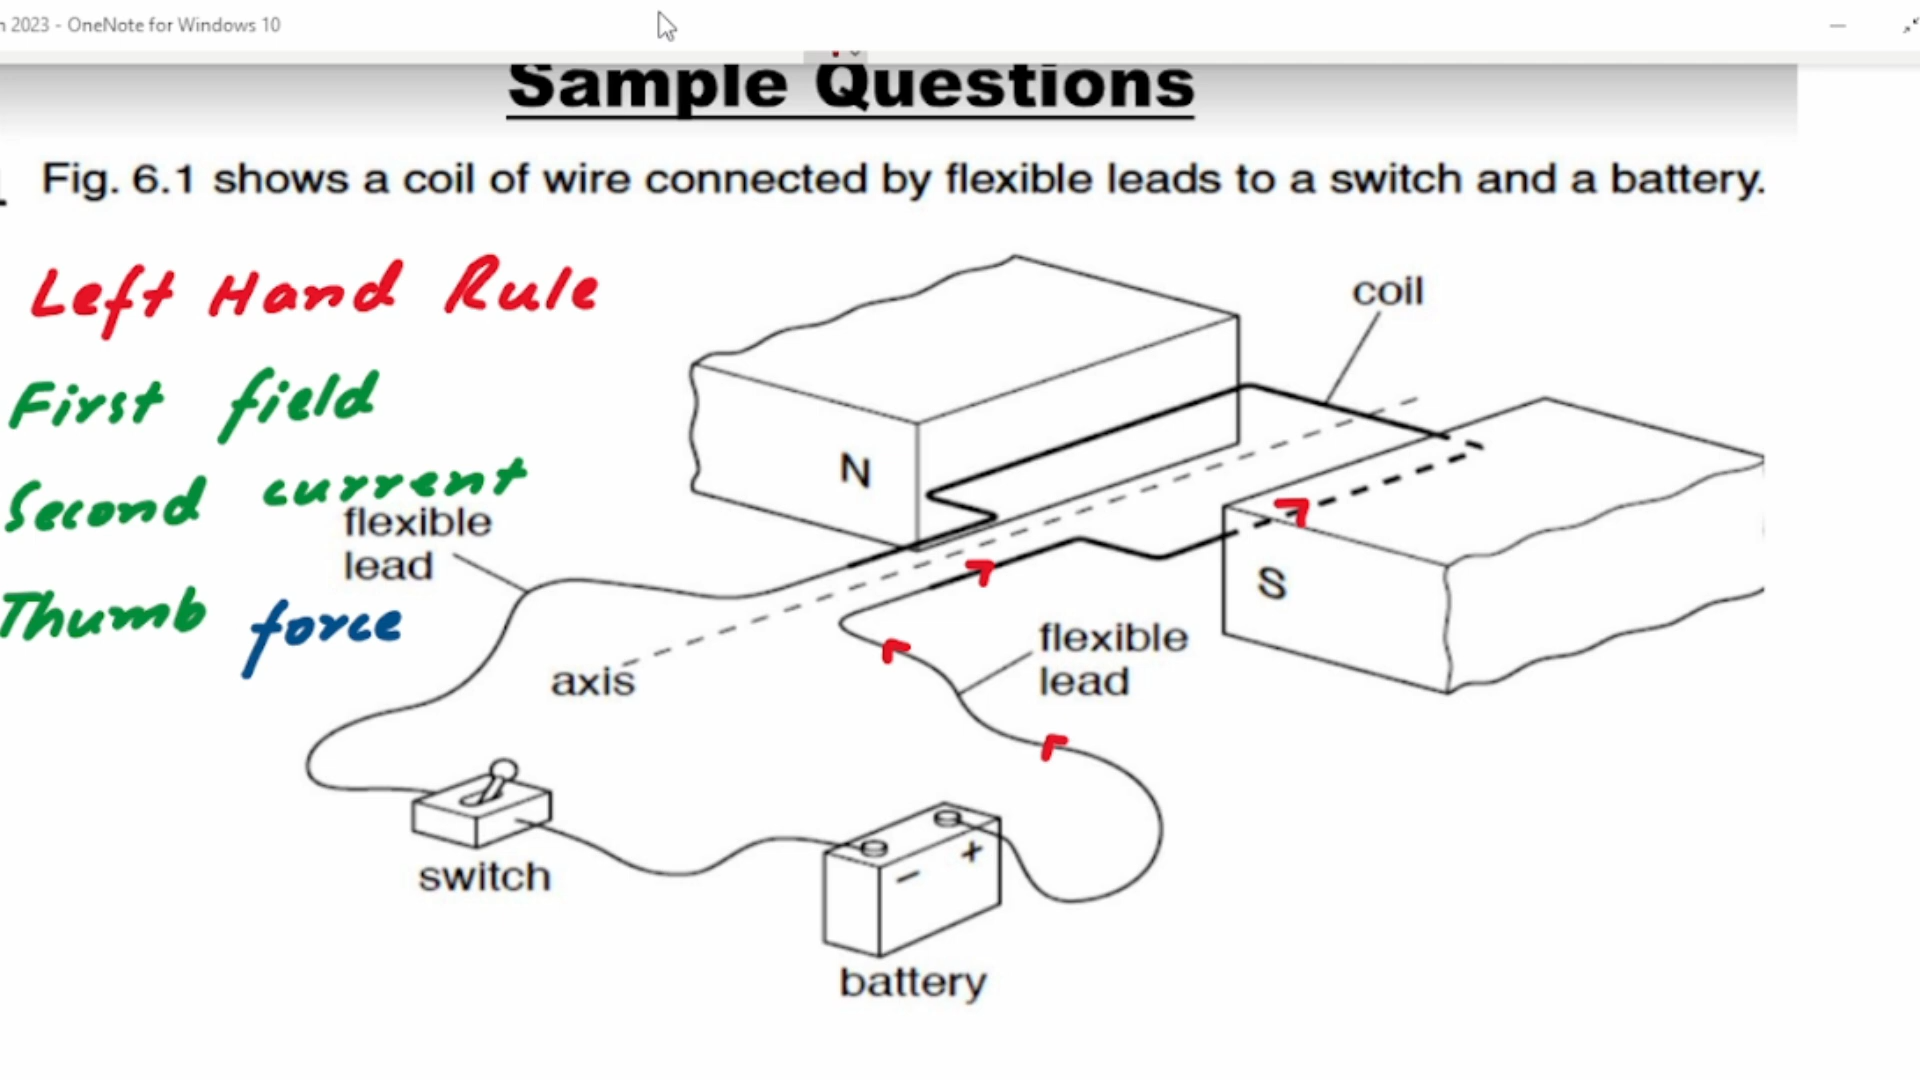 2023 - OneNote for Windows 10
Sample Questions
Fig. 6.1 shows a coil of wire connected by flexible leads to a switch and a battery.
Left Hand Rule
First field
Second current
Thumb force
coil
N
flexible
lead
S
flexible
lead
axis
switch
+
−
battery